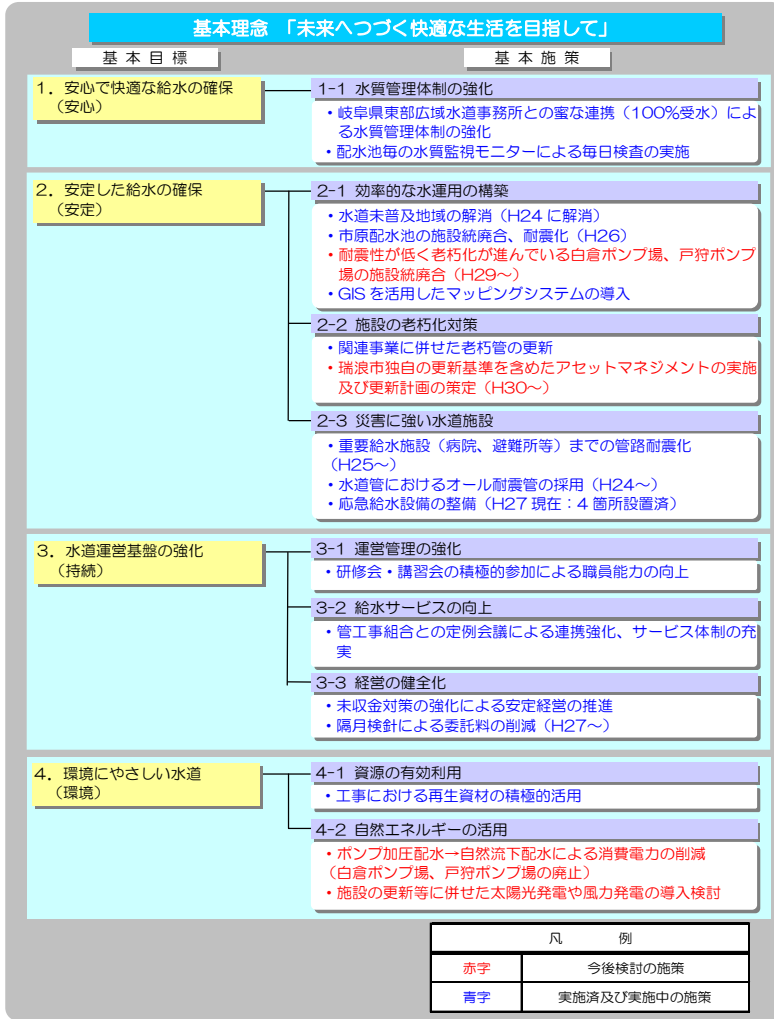 基本理念 「未来へつづく快適な生活を目指して」
基 本 目 標
基 本 施 策
1．安心で快適な給水の確保
（安心）
1-1 水質管理体制の強化
・岐阜県東部広域水道事務所との蜜な連携（100%受水）によ
る水質管理体制の強化
・配水池毎の水質監視モニターによる毎日検査の実施
2．安定した給水の確保
（安定）
2-1 効率的な水運用の構築
・水道未普及地域の解消（H24 に解消）
・市原配水池の施設統廃合、耐震化（H26）
・耐震性が低く老朽化が進んでいる白倉ポンプ場、戸狩ポンプ
場の施設統廃合（H29～）
・GIS を活用したマッピングシステムの導入
2-2 施設の老朽化対策
・関連事業に併せた老朽管の更新
・瑞浪市独自の更新基準を含めたアセットマネジメントの実施
及び更新計画の策定（H30～）
2-3 災害に強い水道施設
・重要給水施設（病院、避難所等）までの管路耐震化
（H25～）
・水道管におけるオール耐震管の採用（H24～）
・応急給水設備の整備（H27 現在：4 箇所設置済）
3．水道運営基盤の強化
（持続）
3-1 運営管理の強化
・研修会・講習会の積極的参加による職員能力の向上
3-2 給水サービスの向上
・管工事組合との定例会議による連携強化、サービス体制の充
実
3-3 経営の健全化
・未収金対策の強化による安定経営の推進
・隔月検針による委託料の削減（H27～）
4．環境にやさしい水道
（環境）
4-1 資源の有効利用
・工事における再生資材の積極的活用
4-2 自然エネルギーの活用
・ポンプ加圧配水→自然流下配水による消費電力の削減
（白倉ポンプ場、戸狩ポンプ場の廃止）
・施設の更新等に併せた太陽光発電や風力発電の導入検討
凡 例
赤字 今後検討の施策
青字 実施済及び実施中の施策